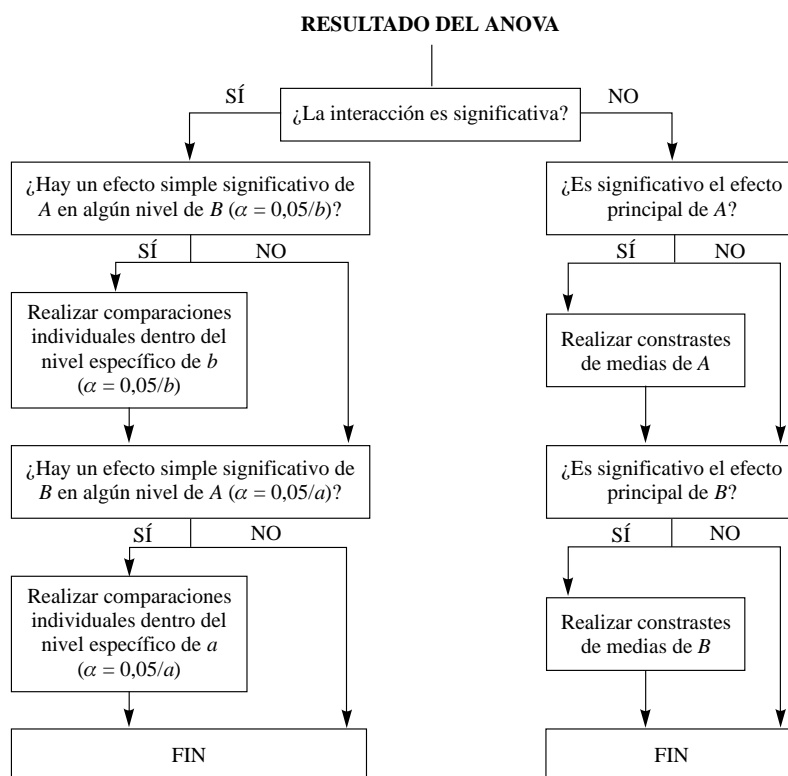 RESULTADO DEL ANOVA
SÍ
¿La interacción es significativa?
NO
¿Hay un efecto simple significativo de
A en algún nivel de B (α = 0,05/b)?
SÍ
NO
Realizar comparaciones
individuales dentro del
nivel específico de b
(α = 0,05/b)
¿Hay un efecto simple significativo de
B en algún nivel de A (α = 0,05/a)?
SÍ
NO
Realizar comparaciones
individuales dentro del
nivel específico de a
(α = 0,05/a)
FIN
¿Es significativo el efecto
principal de A?
SÍ
NO
Realizar constrastes
de medias de A
¿Es significativo el efecto
principal de B?
SÍ
NO
Realizar constrastes
de medias de B
FIN